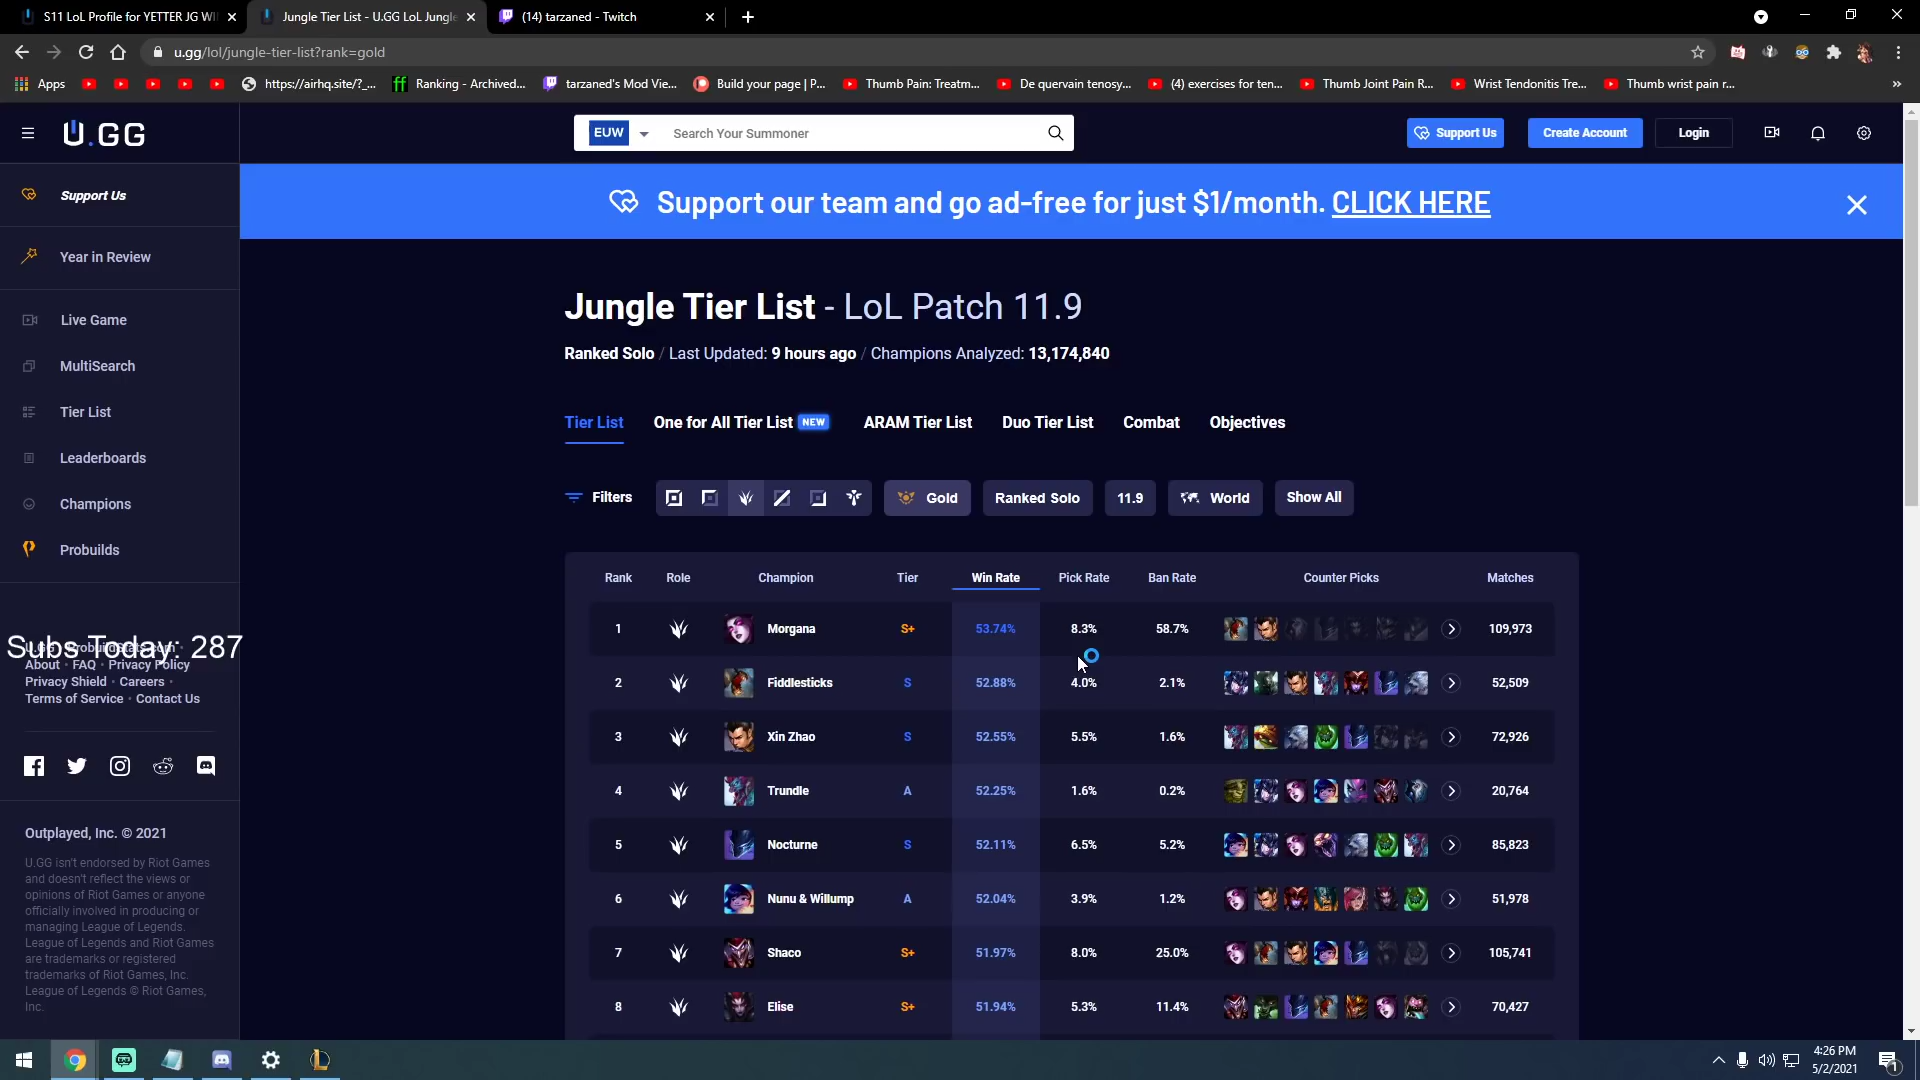 S11 LoL Profile for YETTER JG WI
Jungle Tier List - U.GG LoL Jungle
(14) tarzaned - Twitch
u.gg/lol/jungle-tier-list?rank=gold
Apps
https://airhq.site/?_...
Ranking - Archived...
tarzaned's Mod Vie...
Build your page | P...
Thumb Pain: Treatm...
De quervain tenosy...
(4) exercises for ten...
Thumb Joint Pain R...
Wrist Tendonitis Tre...
Thumb wrist pain r...
U.GG
EUW
Search Your Summoner
Support Us
Create Account
Login
Support our team and go ad-free for just $1/month. CLICK HERE
Support Us
Year in Review
Live Game
MultiSearch
Tier List
Leaderboards
Champions
Probuilds
Subs Today: 287
About · FAQ · Privacy Policy
Privacy Shield · Careers ·
Terms of Service · Contact Us
Outplayed, Inc. © 2021
U.GG isn't endorsed by Riot Games
and doesn't reflect the views or
opinions of Riot Games or anyone
officially involved in producing or
managing League of Legends.
League of Legends and Riot Games
are trademarks or registered
trademarks of Riot Games, Inc.
League of Legends © Riot Games,
Inc.
Jungle Tier List - LoL Patch 11.9
Ranked Solo / Last Updated: 9 hours ago / Champions Analyzed: 13,174,840
Tier List One for All Tier List NEW ARAM Tier List Duo Tier List Combat Objectives
Filters Gold Ranked Solo 11.9 World Show All
Rank Role Champion Tier Win Rate Pick Rate Ban Rate Counter Picks Matches
1 Morgana S+ 53.74% 8.3% 58.7% 109,973
2 Fiddlesticks S 52.88% 4.0% 2.1% 52,509
3 Xin Zhao S 52.55% 5.5% 1.6% 72,926
4 Trundle A 52.25% 1.6% 0.2% 20,764
5 Nocturne S 52.11% 6.5% 5.2% 85,823
6 Nunu & Willump A 52.04% 3.9% 1.2% 51,978
7 Shaco S+ 51.97% 8.0% 25.0% 105,741
8 Elise S+ 51.94% 5.3% 11.4% 70,427
4:26 PM
5/2/2021
1